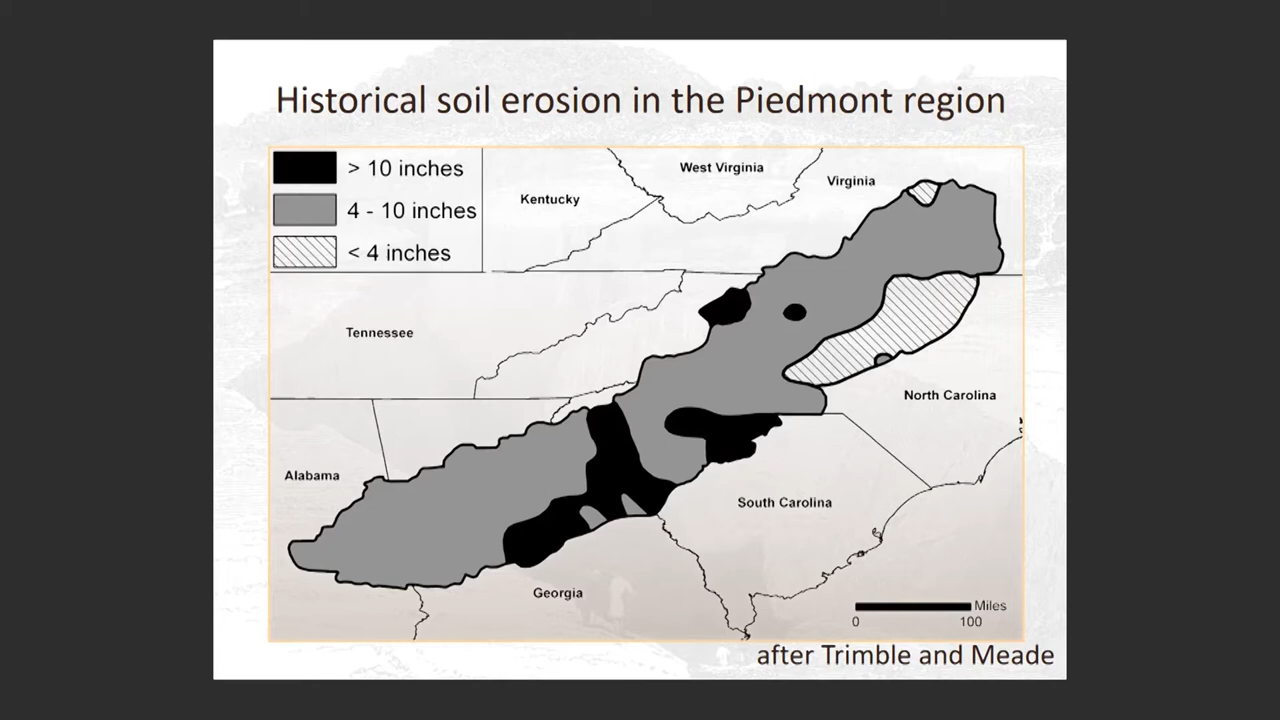 Historical soil erosion in the Piedmont region
> 10 inches
4 - 10 inches
< 4 inches
West Virginia
Virginia
Kentucky
Tennessee
North Carolina
Alabama
South Carolina
Georgia
Miles
0 100
after Trimble and Meade